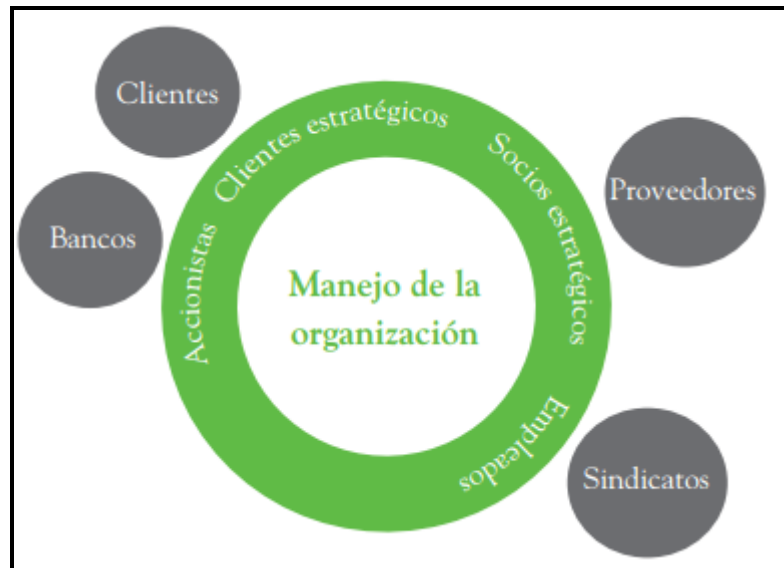 Clientes
Bancos
Accionistas
Clientes estratégicos
Socios estratégicos
Empleados
Manejo de la
organización
Proveedores
Sindicatos